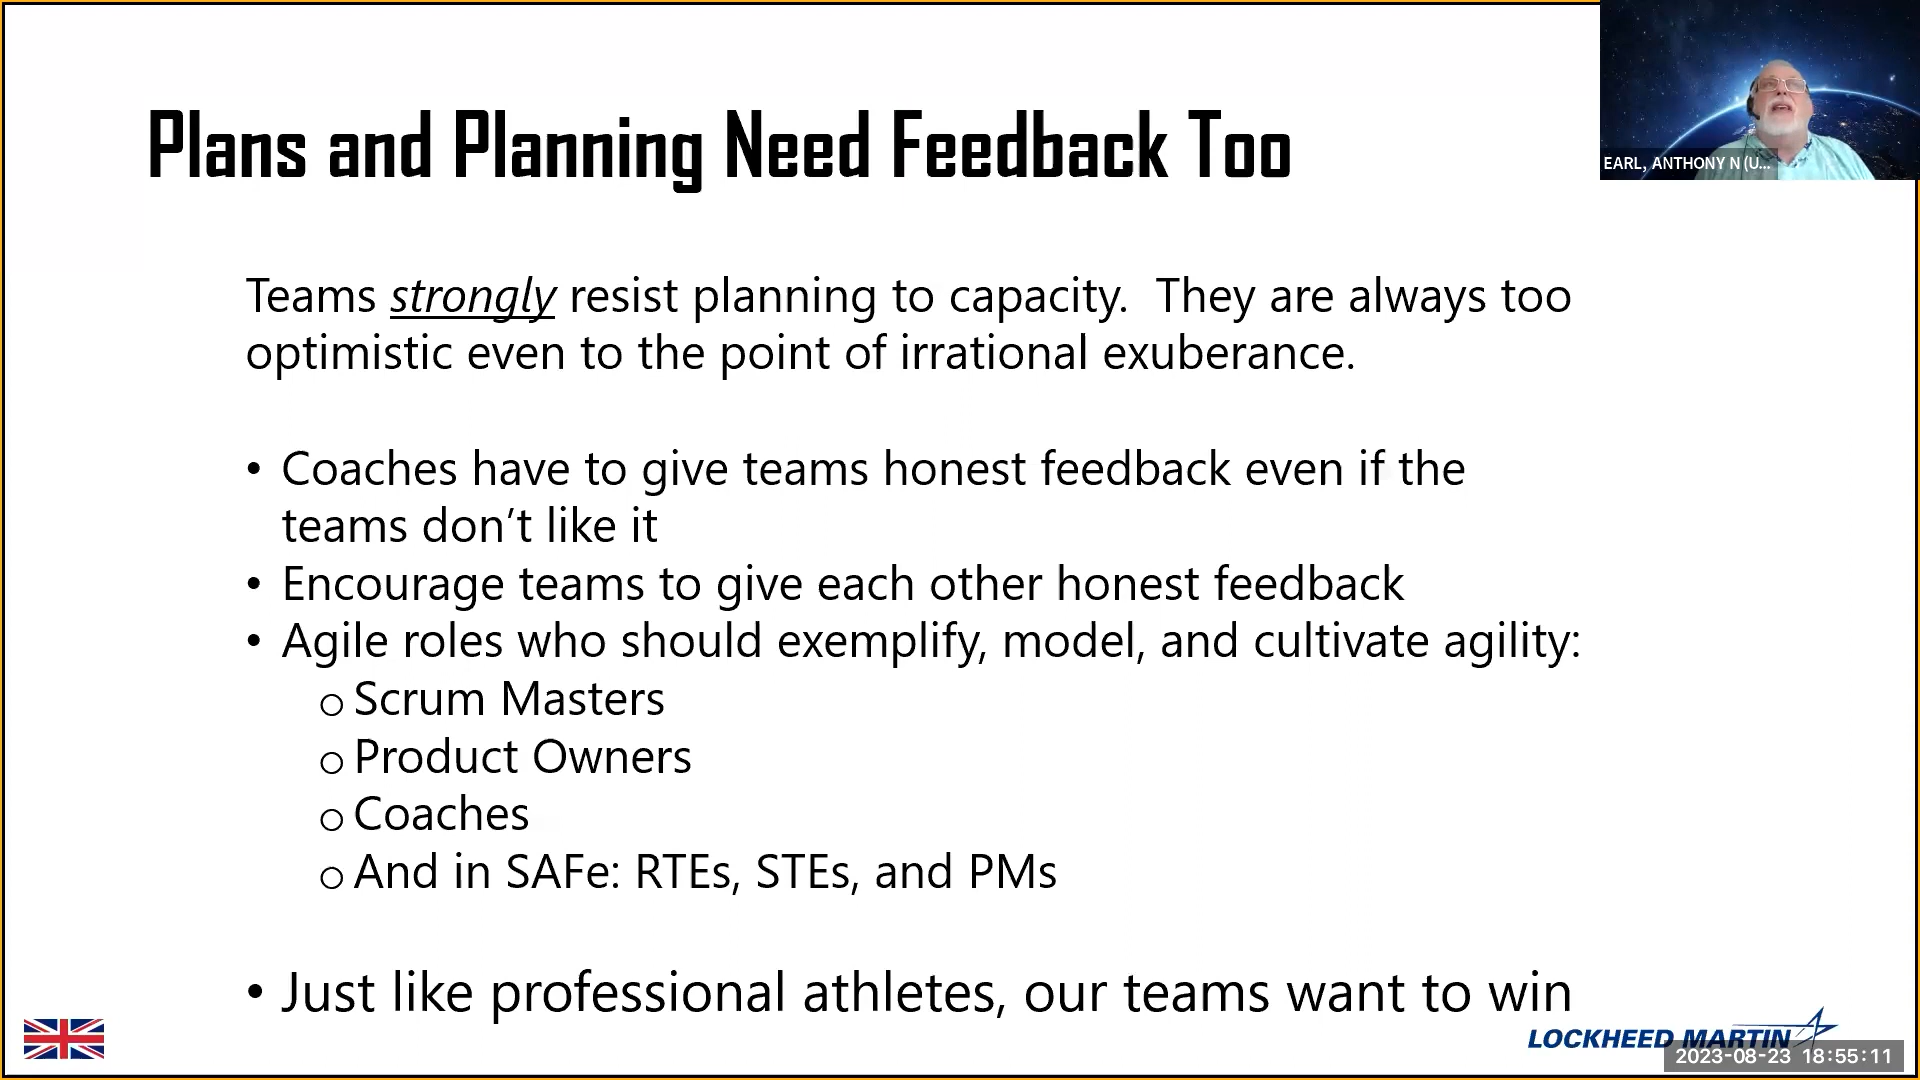 Plans and Planning Need Feedback Too
EARL, ANTHONY N (U...
Teams strongly resist planning to capacity.  They are always too
optimistic even to the point of irrational exuberance.
• Coaches have to give teams honest feedback even if the
teams don’t like it
• Encourage teams to give each other honest feedback
• Agile roles who should exemplify, model, and cultivate agility:
o Scrum Masters
o Product Owners
o Coaches
o And in SAFe: RTEs, STEs, and PMs
• Just like professional athletes, our teams want to win
LOCKHEED MARTIN
2023-08-23 18:55:11